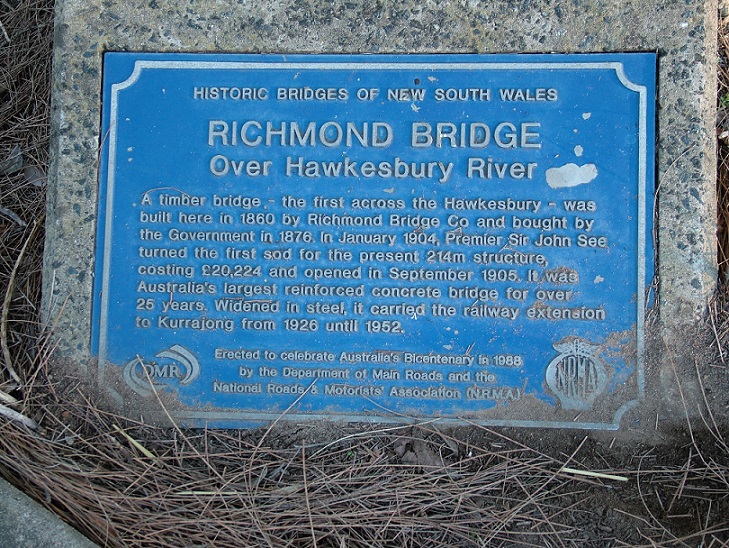 HISTORIC BRIDGES OF NEW SOUTH WALES
RICHMOND BRIDGE
Over Hawkesbury River
A timber bridge - the first across the Hawkesbury - was
built here in 1860 by Richmond Bridge Co and bought by
the Government in 1876. In January 1904, Premier Sir John See
turned the first sod for the present 214m structure,
costing £20,224 and opened in September 1905. It was
Australia's largest reinforced concrete bridge for over
25 years. Widened in steel, it carried the railway extension
to Kurrajong from 1926 until 1952.
Erected to celebrate Australia's Bicentenary in 1988
by the Department of Main Roads and the
National Roads & Motorists' Association (N.R.M.A.)
DMR
NRMA